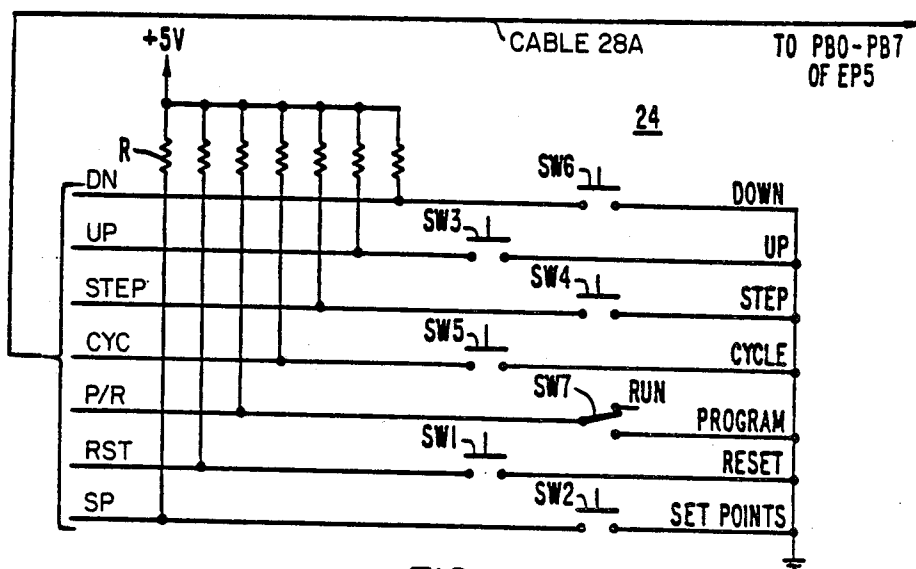 +5V
CABLE 28A
TO PB0-PB7
OF EP5
24
R
DN
SW6
DOWN
UP
SW3
UP
STEP
SW4
STEP
CYC
SW5
CYCLE
P/R
SW7
RUN
PROGRAM
RST
SW1
RESET
SP
SW2
SET POINTS